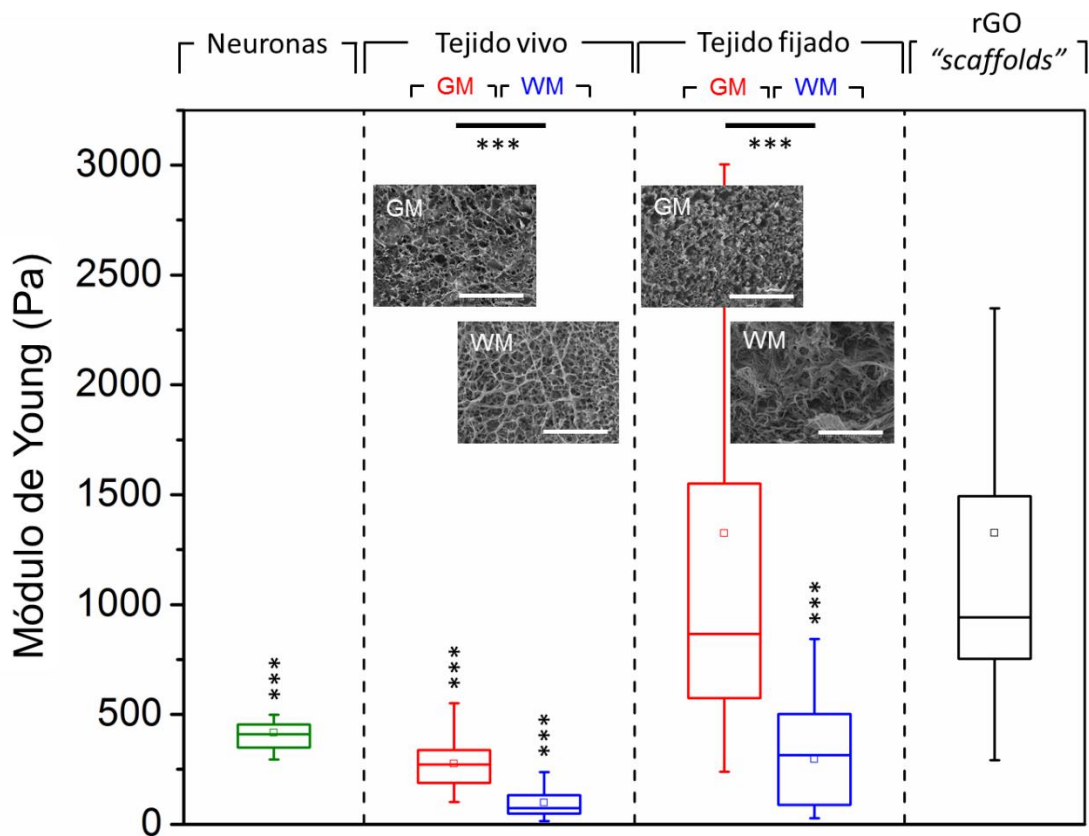 Neuronas
Tejido vivo
Tejido fijado
rGO
“scaffolds”
GM
WM
GM
WM
***
***
Módulo de Young (Pa)
3000
2500
2000
1500
1000
500
0
GM
WM
GM
WM
***
***
***
***